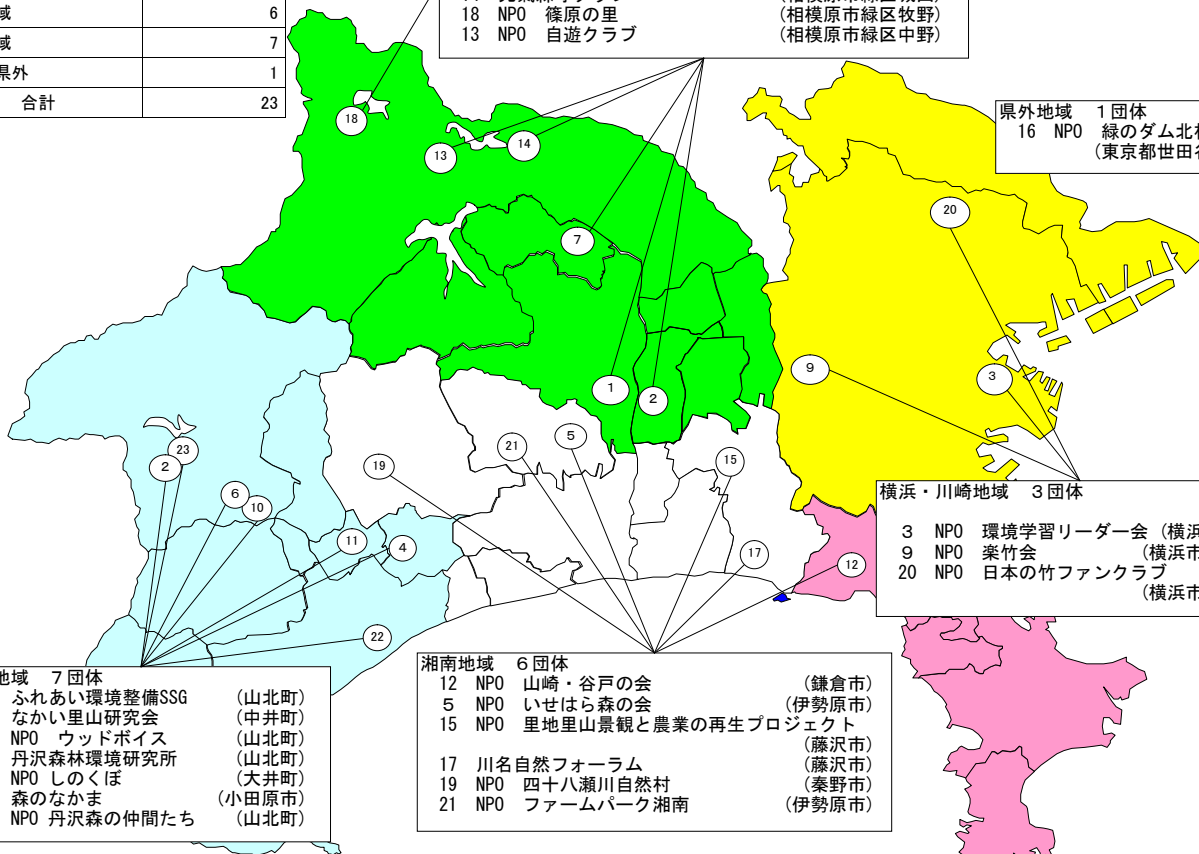 域 6
域 7
県外 1
合計 23
18 NPO 篠原の里 (相模原市緑区牧野)
13 NPO 自遊クラブ (相模原市緑区中野)
県外地域 1団体
16 NPO 緑のダム北相
(東京都世田谷
18
13
14
7
20
1
2
9
3
21
5
19
15
23
2
6
10
11
4
17
12
22
横浜・川崎地域 3団体
3 NPO 環境学習リーダー会 (横浜
9 NPO 楽竹会 (横浜市
20 NPO 日本の竹ファンクラブ
(横浜市
地域 7団体
ふれあい環境整備SSG (山北町)
なかい里山研究会 (中井町)
NPO ウッドボイス (山北町)
丹沢森林環境研究所 (山北町)
NPO しのくぼ (大井町)
森のなかま (小田原市)
NPO 丹沢森の仲間たち (山北町)
湘南地域 6団体
12 NPO 山崎・谷戸の会 (鎌倉市)
5 NPO いせはら森の会 (伊勢原市)
15 NPO 里地里山景観と農業の再生プロジェクト
(藤沢市)
17 川名自然フォーラム (藤沢市)
19 NPO 四十八瀬川自然村 (秦野市)
21 NPO ファームパーク湘南 (伊勢原市)